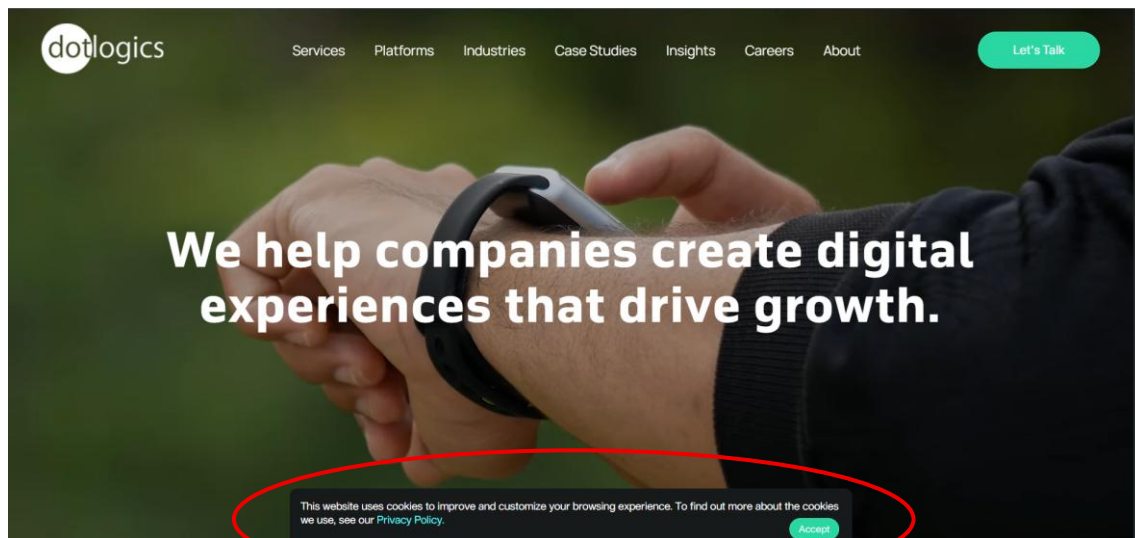 dotlogics
Services Platforms Industries Case Studies Insights Careers About
Let's Talk
We help companies create digital
experiences that drive growth.
This website uses cookies to improve and customize your browsing experience. To find out more about the cookies
we use, see our Privacy Policy.
Accept